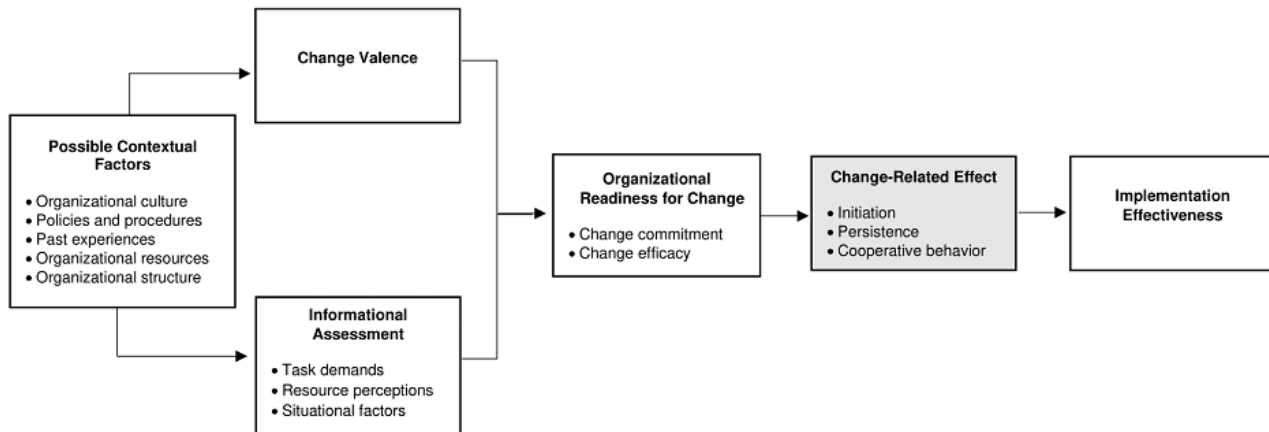 Change Valence
Possible Contextual
Factors
• Organizational culture
• Policies and procedures
• Past experiences
• Organizational resources
• Organizational structure
Informational
Assessment
• Task demands
• Resource perceptions
• Situational factors
Organizational
Readiness for Change
• Change commitment
• Change efficacy
Change-Related Effect
• Initiation
• Persistence
• Cooperative behavior
Implementation
Effectiveness